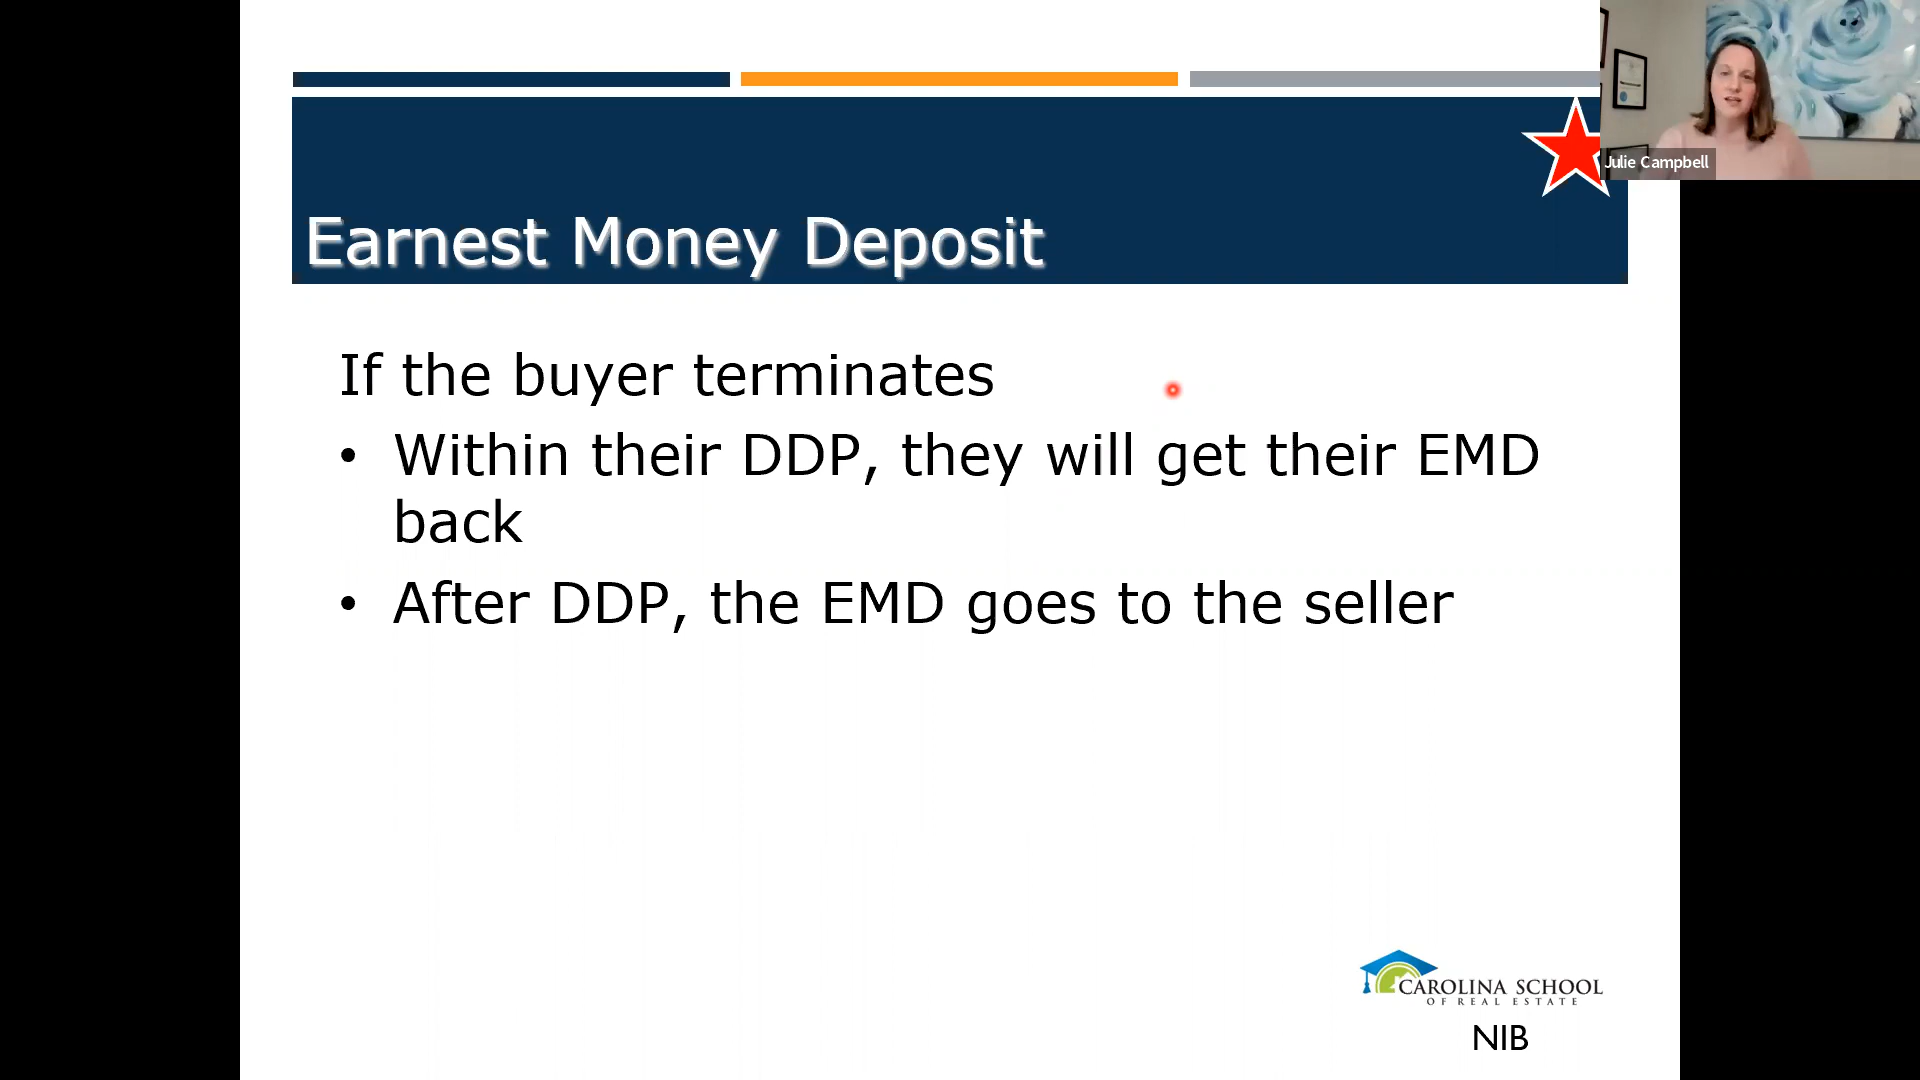 Julie Campbell
Earnest Money Deposit
If the buyer terminates
• Within their DDP, they will get their EMD
back
• After DDP, the EMD goes to the seller
CAROLINA SCHOOL
OF REAL ESTATE
NIB